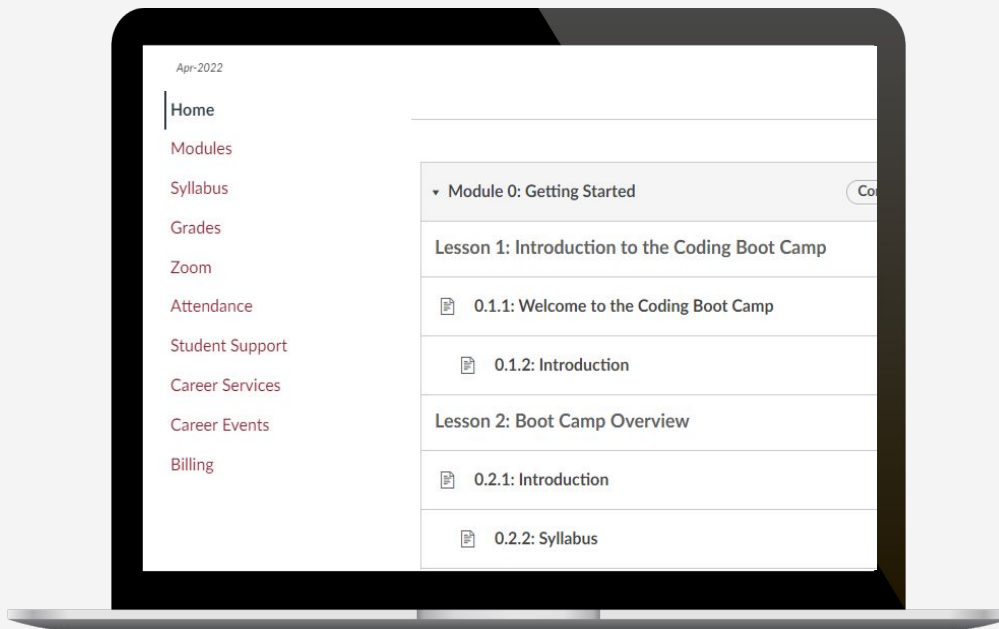 Apr-2022
Home
Modules
Syllabus
Grades
Zoom
Attendance
Student Support
Career Services
Career Events
Billing
Module 0: Getting Started
Lesson 1: Introduction to the Coding Boot Camp
0.1.1: Welcome to the Coding Boot Camp
0.1.2: Introduction
Lesson 2: Boot Camp Overview
0.2.1: Introduction
0.2.2: Syllabus